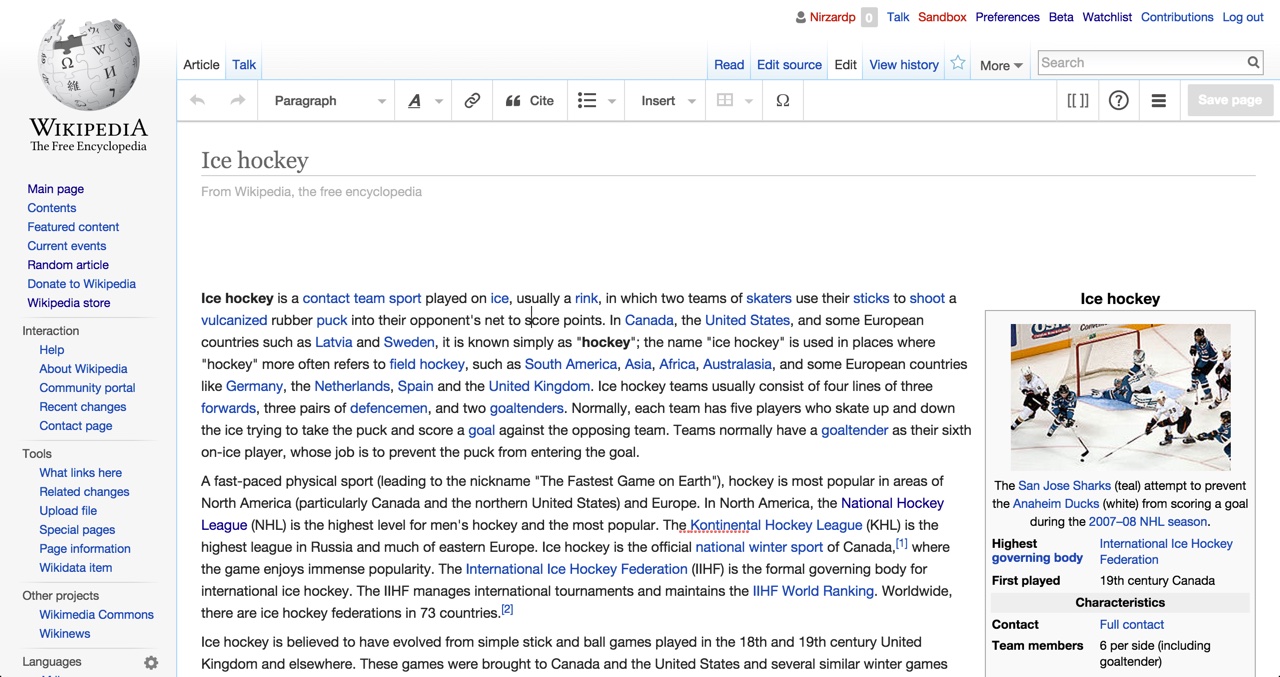 Nirzardp 0 Talk Sandbox Preferences Beta Watchlist Contributions Log out
WIKIPEDIA
The Free Encyclopedia
Article Talk Read Edit source Edit View history More Search
Paragraph A Cite Insert Ω [[ ]] ? Save page
Main page
Contents
Featured content
Current events
Random article
Donate to Wikipedia
Wikipedia store
Interaction
Help
About Wikipedia
Community portal
Recent changes
Contact page
Tools
What links here
Related changes
Upload file
Special pages
Page information
Wikidata item
Other projects
Wikimedia Commons
Wikinews
Languages
Ice hockey
From Wikipedia, the free encyclopedia
Ice hockey is a contact team sport played on ice, usually a rink, in which two teams of skaters use their sticks to shoot a
vulcanized rubber puck into their opponent's net to score points. In Canada, the United States, and some European
countries such as Latvia and Sweden, it is known simply as "hockey"; the name "ice hockey" is used in places where
"hockey" more often refers to field hockey, such as South America, Asia, Africa, Australasia, and some European countries
like Germany, the Netherlands, Spain and the United Kingdom. Ice hockey teams usually consist of four lines of three
forwards, three pairs of defencemen, and two goaltenders. Normally, each team has five players who skate up and down
the ice trying to take the puck and score a goal against the opposing team. Teams normally have a goaltender as their sixth
on-ice player, whose job is to prevent the puck from entering the goal.
A fast-paced physical sport (leading to the nickname "The Fastest Game on Earth"), hockey is most popular in areas of
North America (particularly Canada and the northern United States) and Europe. In North America, the National Hockey
League (NHL) is the highest level for men's hockey and the most popular. The Kontinental Hockey League (KHL) is the
highest league in Russia and much of eastern Europe. Ice hockey is the official national winter sport of Canada,[1] where
the game enjoys immense popularity. The International Ice Hockey Federation (IIHF) is the formal governing body for
international ice hockey. The IIHF manages international tournaments and maintains the IIHF World Ranking. Worldwide,
there are ice hockey federations in 73 countries.[2]
Ice hockey is believed to have evolved from simple stick and ball games played in the 18th and 19th century United
Kingdom and elsewhere. These games were brought to Canada and the United States and several similar winter games
Ice hockey
The San Jose Sharks (teal) attempt to prevent
the Anaheim Ducks (white) from scoring a goal
during the 2007–08 NHL season.
Highest governing body International Ice Hockey Federation
First played 19th century Canada
Characteristics
Contact Full contact
Team members 6 per side (including goaltender)